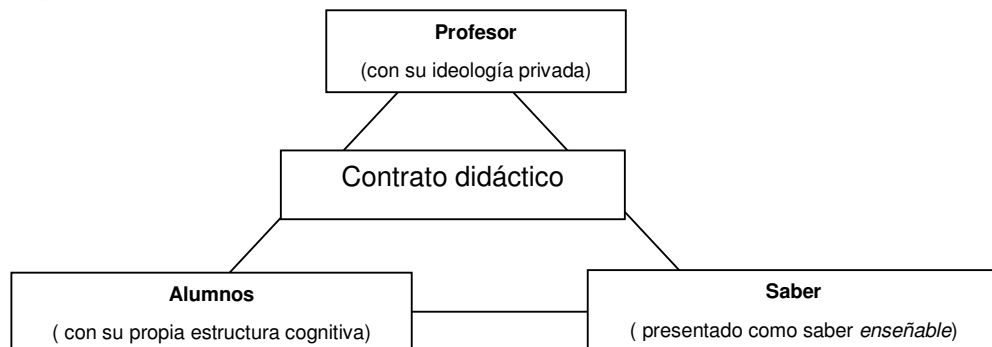 Profesor
(con su ideología privada)
Contrato didáctico
Alumnos
( con su propia estructura cognitiva)
Saber
( presentado como saber enseñable)